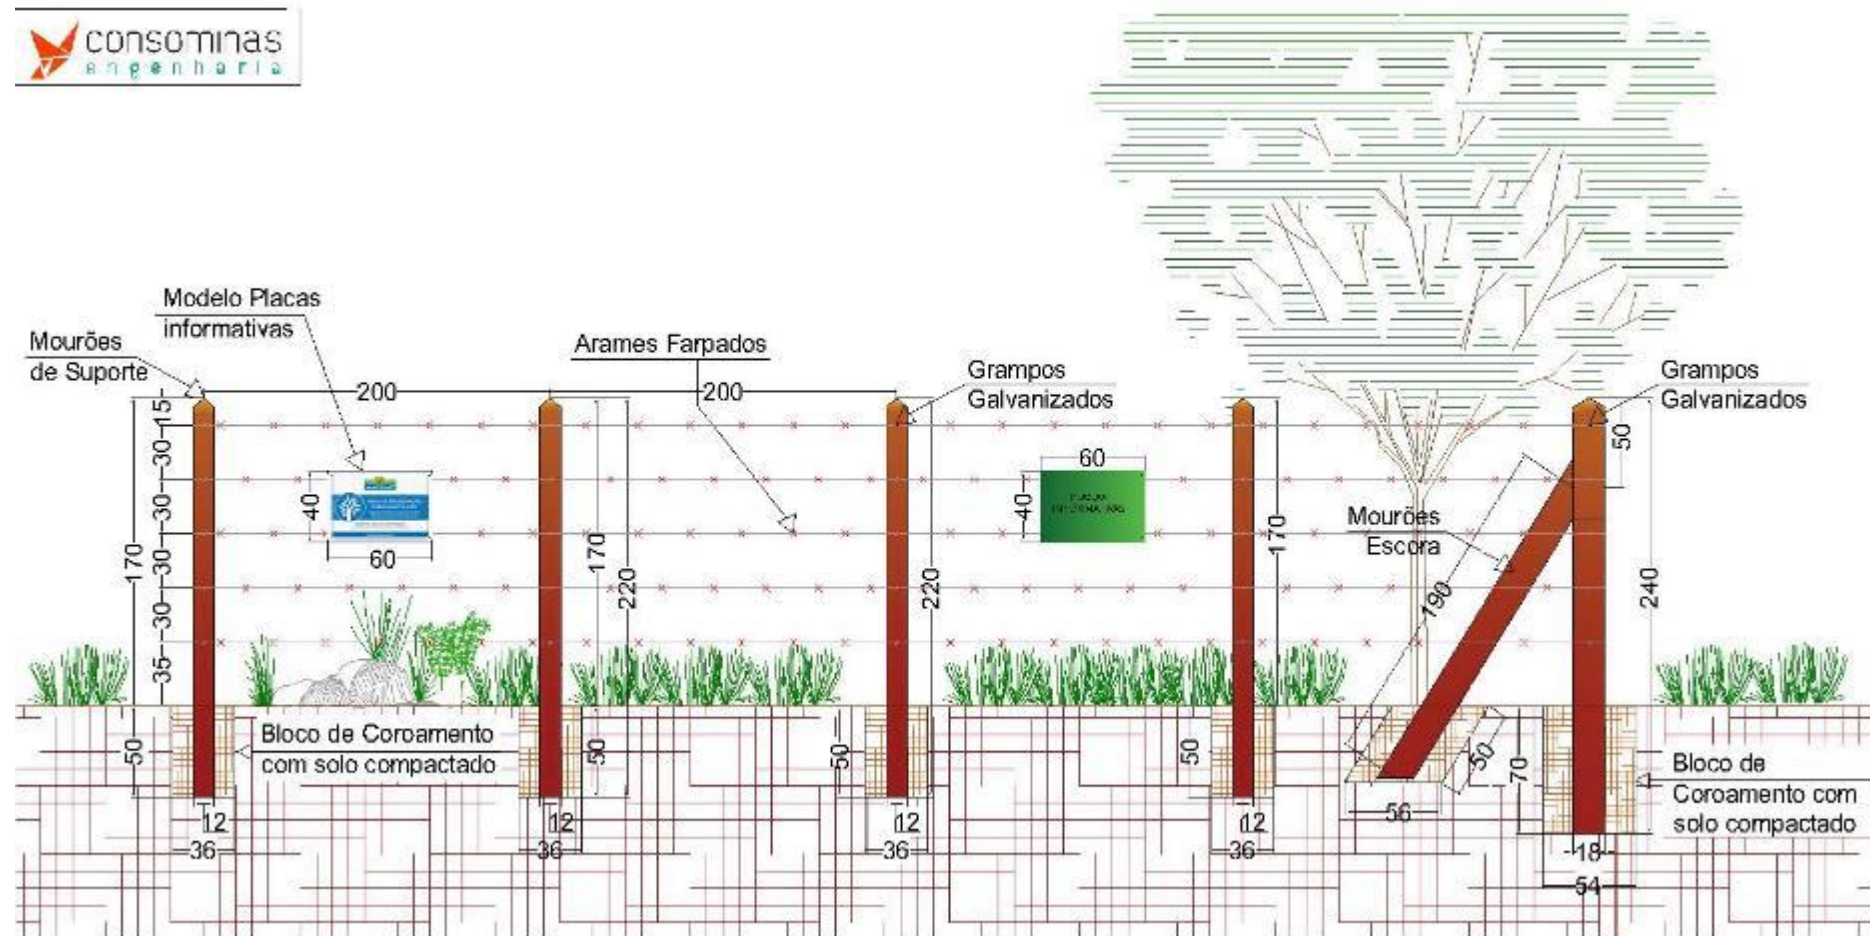 consominas
engenharia
Modelo Placas
informativas
Mourões
de Suporte
Arames Farpados
Grampos
Galvanizados
Grampos
Galvanizados
200
200
15
30
30
30
30
35
170
50
40
60
170
220
50
220
50
60
40
170
50
Mourões
Escora
190
50
240
Bloco de Coroamento
com solo compactado
50
70
Bloco de
Coroamento com
solo compactado
12
36
12
36
12
36
12
36
56
18
54